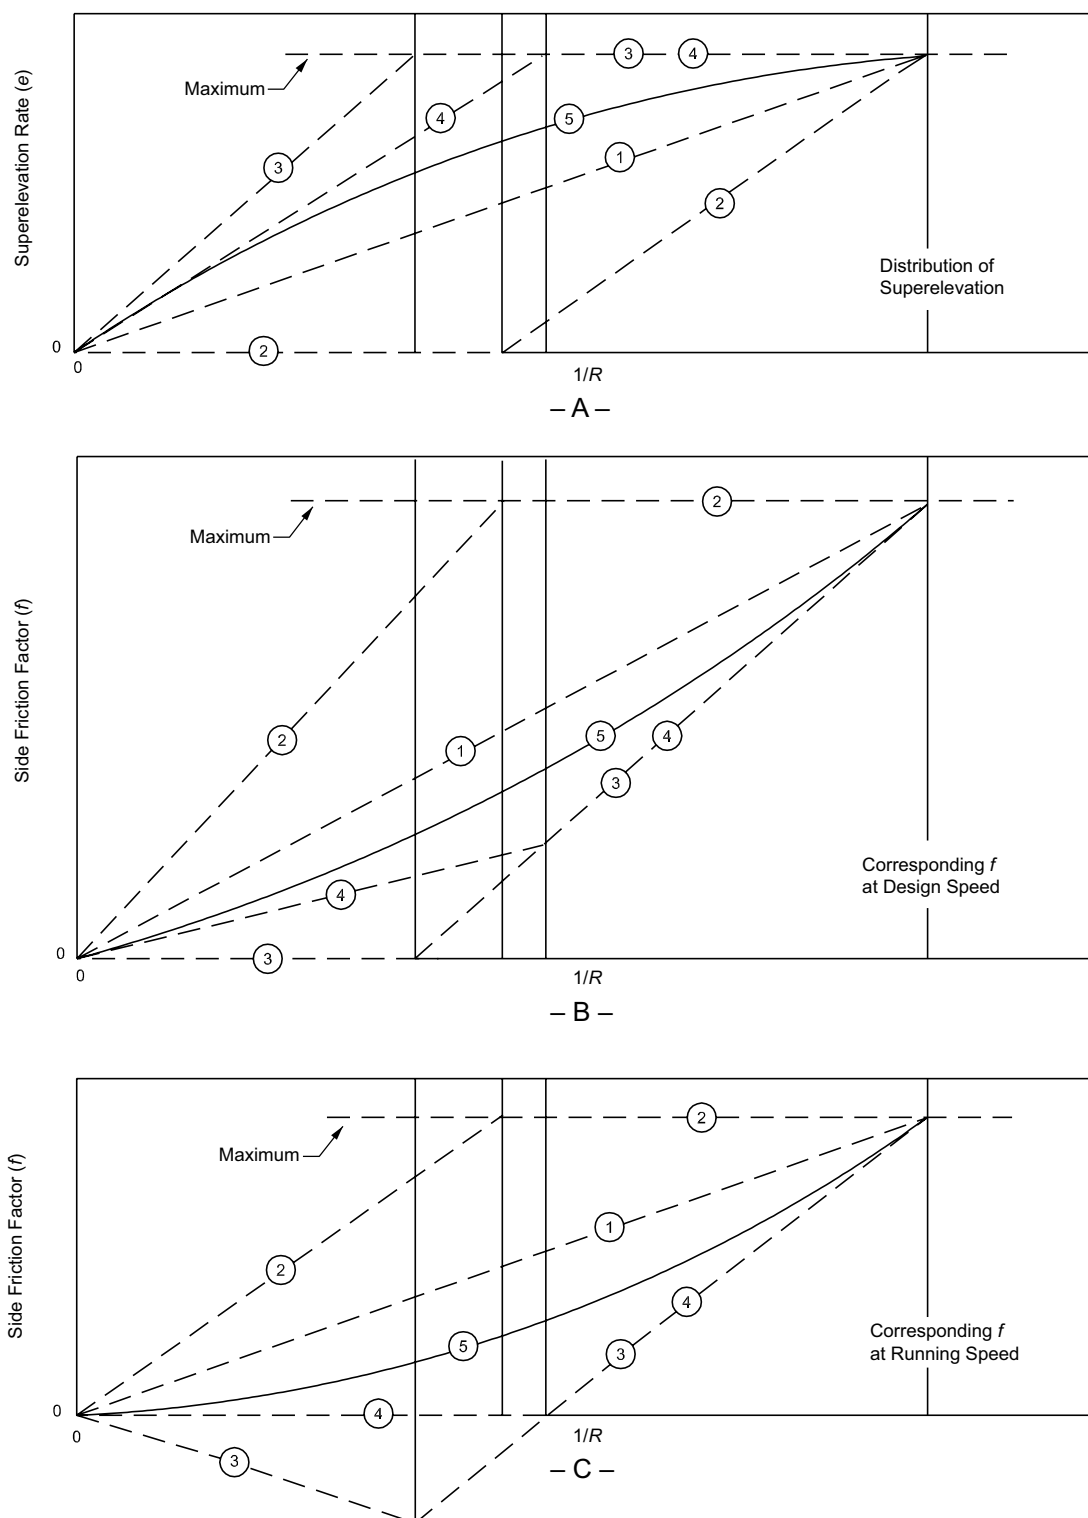 Superelevation Rate (e)
Maximum
3
4
4
5
3
1
2
Distribution of
Superelevation
0
2
0
1/R
– A –
Side Friction Factor (f)
2
Maximum
2
1
5
4
3
Corresponding f
at Design Speed
4
0
3
0
1/R
– B –
Side Friction Factor (f)
2
Maximum
1
2
4
5
3
Corresponding f
at Running Speed
0
4
0
1/R
3
– C –